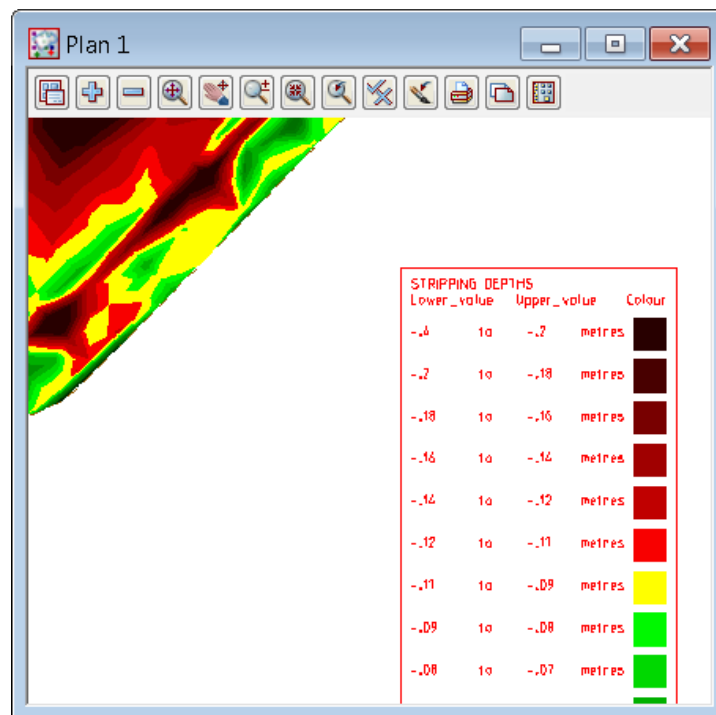 Plan 1
STRIPPING DEPTHS
Lower_value Upper_value Colour
-.4 to -.2 metres
-.2 to -.18 metres
-.18 to -.16 metres
-.16 to -.14 metres
-.14 to -.12 metres
-.12 to -.11 metres
-.11 to -.09 metres
-.09 to -.08 metres
-.08 to -.07 metres